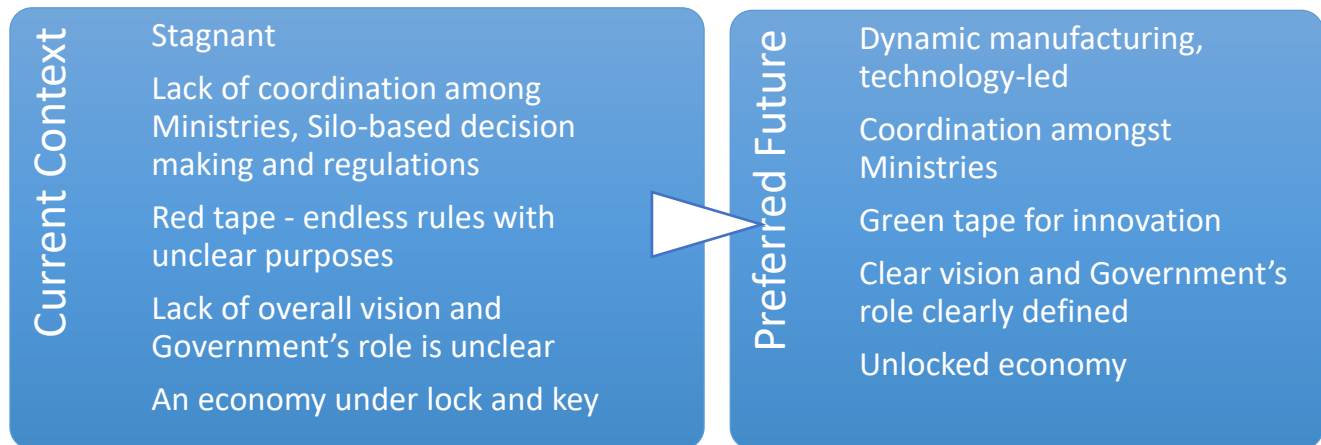 Current Context
Stagnant
Lack of coordination among
Ministries, Silo-based decision
making and regulations
Red tape - endless rules with
unclear purposes
Lack of overall vision and
Government’s role is unclear
An economy under lock and key
Preferred Future
Dynamic manufacturing,
technology-led
Coordination amongst
Ministries
Green tape for innovation
Clear vision and Government’s
role clearly defined
Unlocked economy